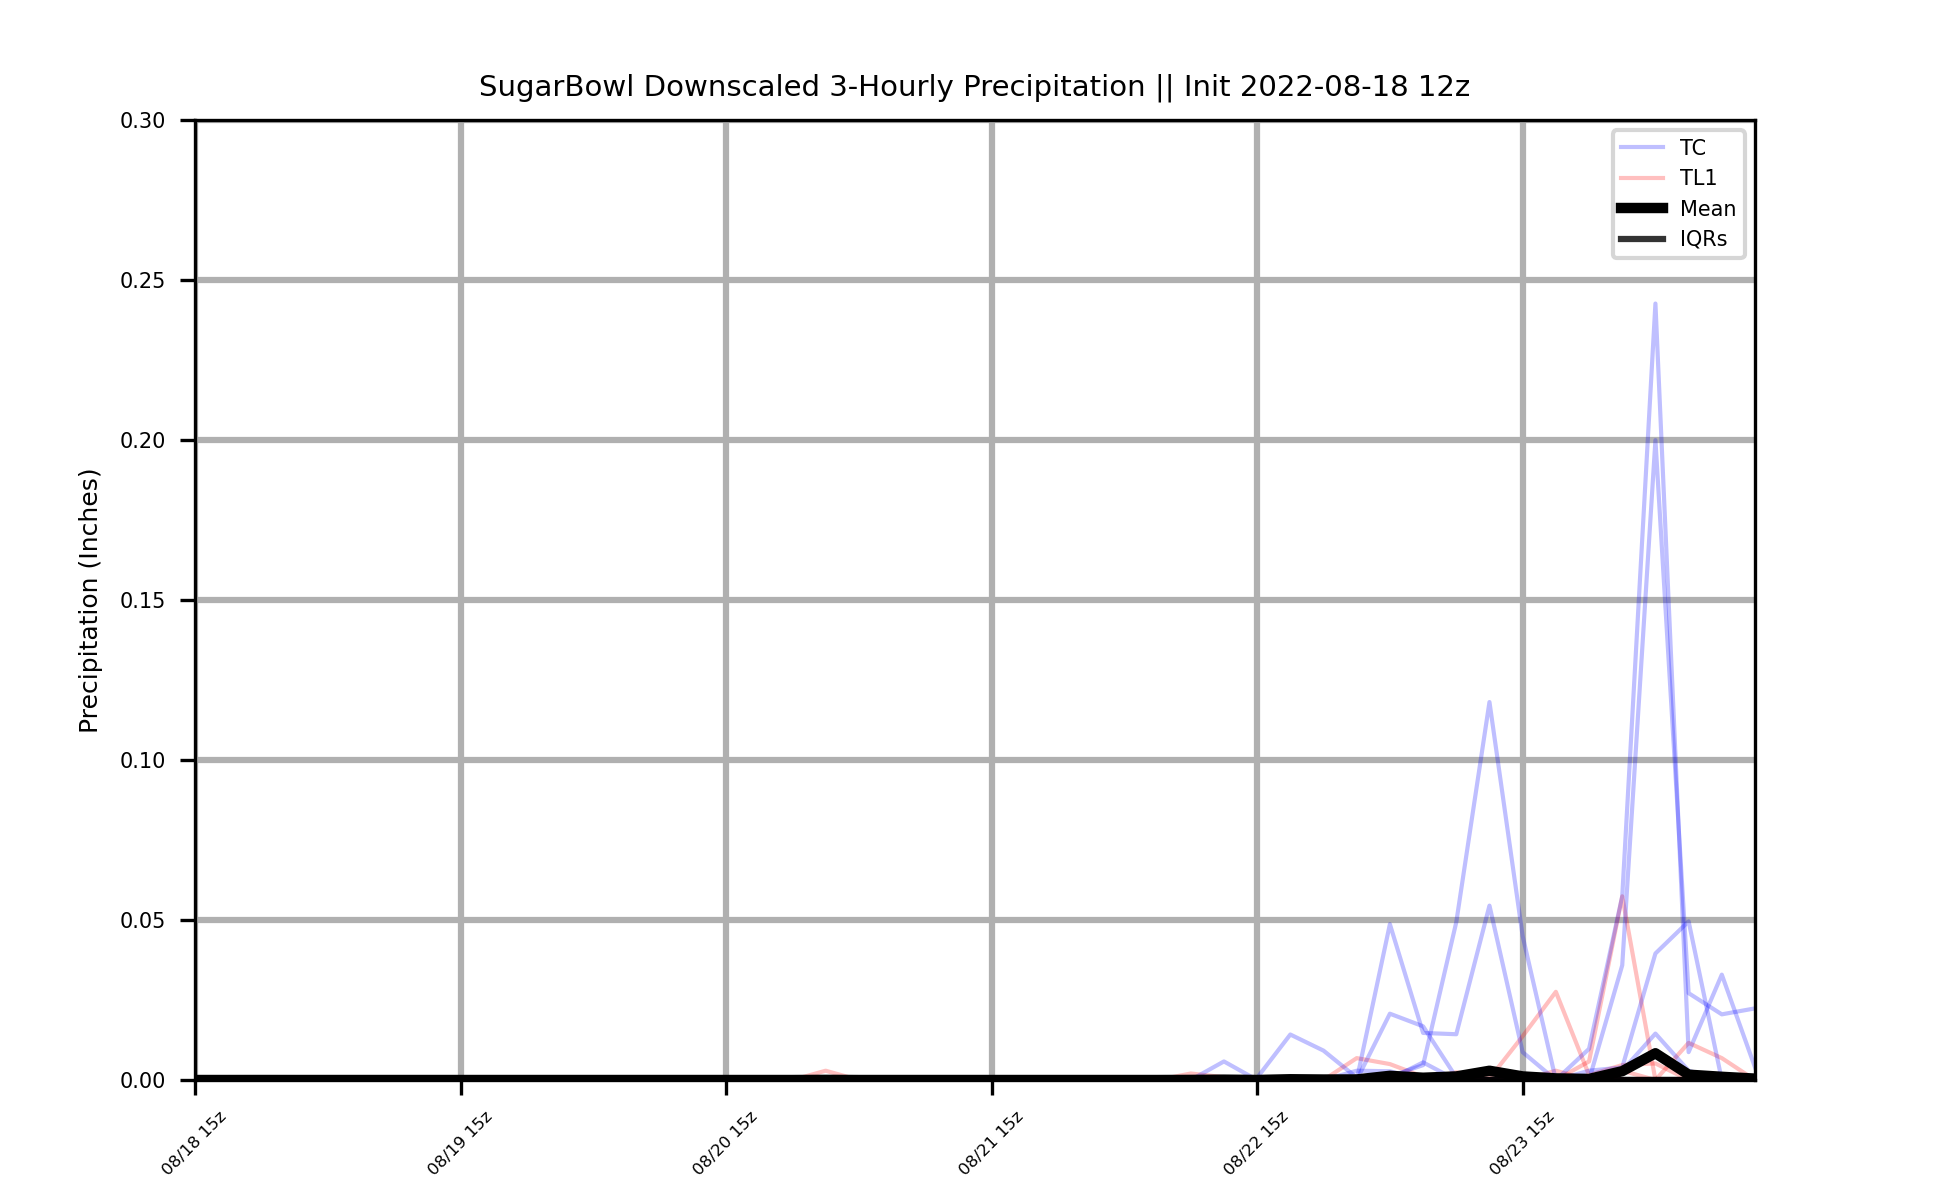 SugarBowl Downscaled 3-Hourly Precipitation || Init 2022-08-18 12z
0.30
0.25
0.20
0.15
0.10
0.05
0.00
Precipitation (Inches)
TC
TL1
Mean
IQRs
08/18 15z
08/19 15z
08/20 15z
08/21 15z
08/22 15z
08/23 15z